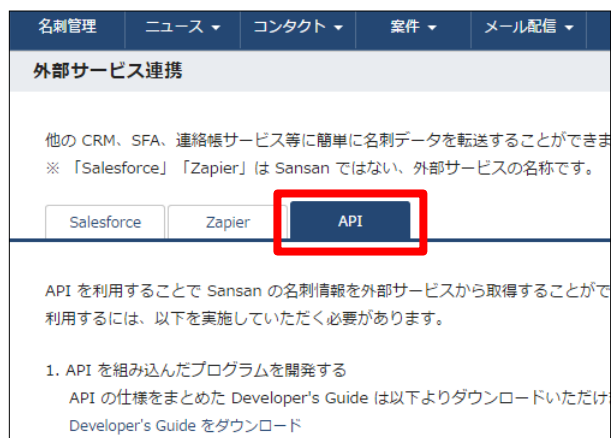 名刺管理 ニュース ▼ コンタクト ▼ 案件 ▼ メール配信 ▼
外部サービス連携
他の CRM、SFA、連絡帳サービス等に簡単に名刺データを転送することができま
※ 「Salesforce」「Zapier」は Sansan ではない、外部サービスの名称です。
Salesforce Zapier API
API を利用することで Sansan の名刺情報を外部サービスから取得することがで
利用するには、以下を実施していただく必要があります。
1. API を組み込んだプログラムを開発する
API の仕様をまとめた Developer's Guide は以下よりダウンロードいただけ
Developer's Guide をダウンロード